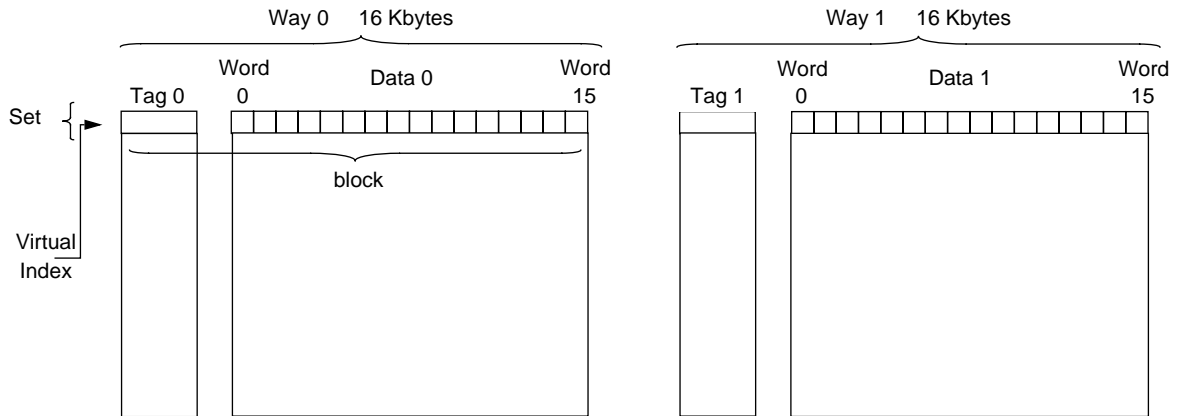 Way 0 16 Kbytes
Way 1 16 Kbytes
Word Data 0 Word
Word Data 1 Word
Tag 0 0 15
Tag 1 0 15
Set
block
Virtual
Index